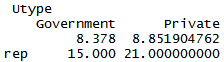 Utype
Government Private
8.378 8.851904762
rep 15.000 21.000000000